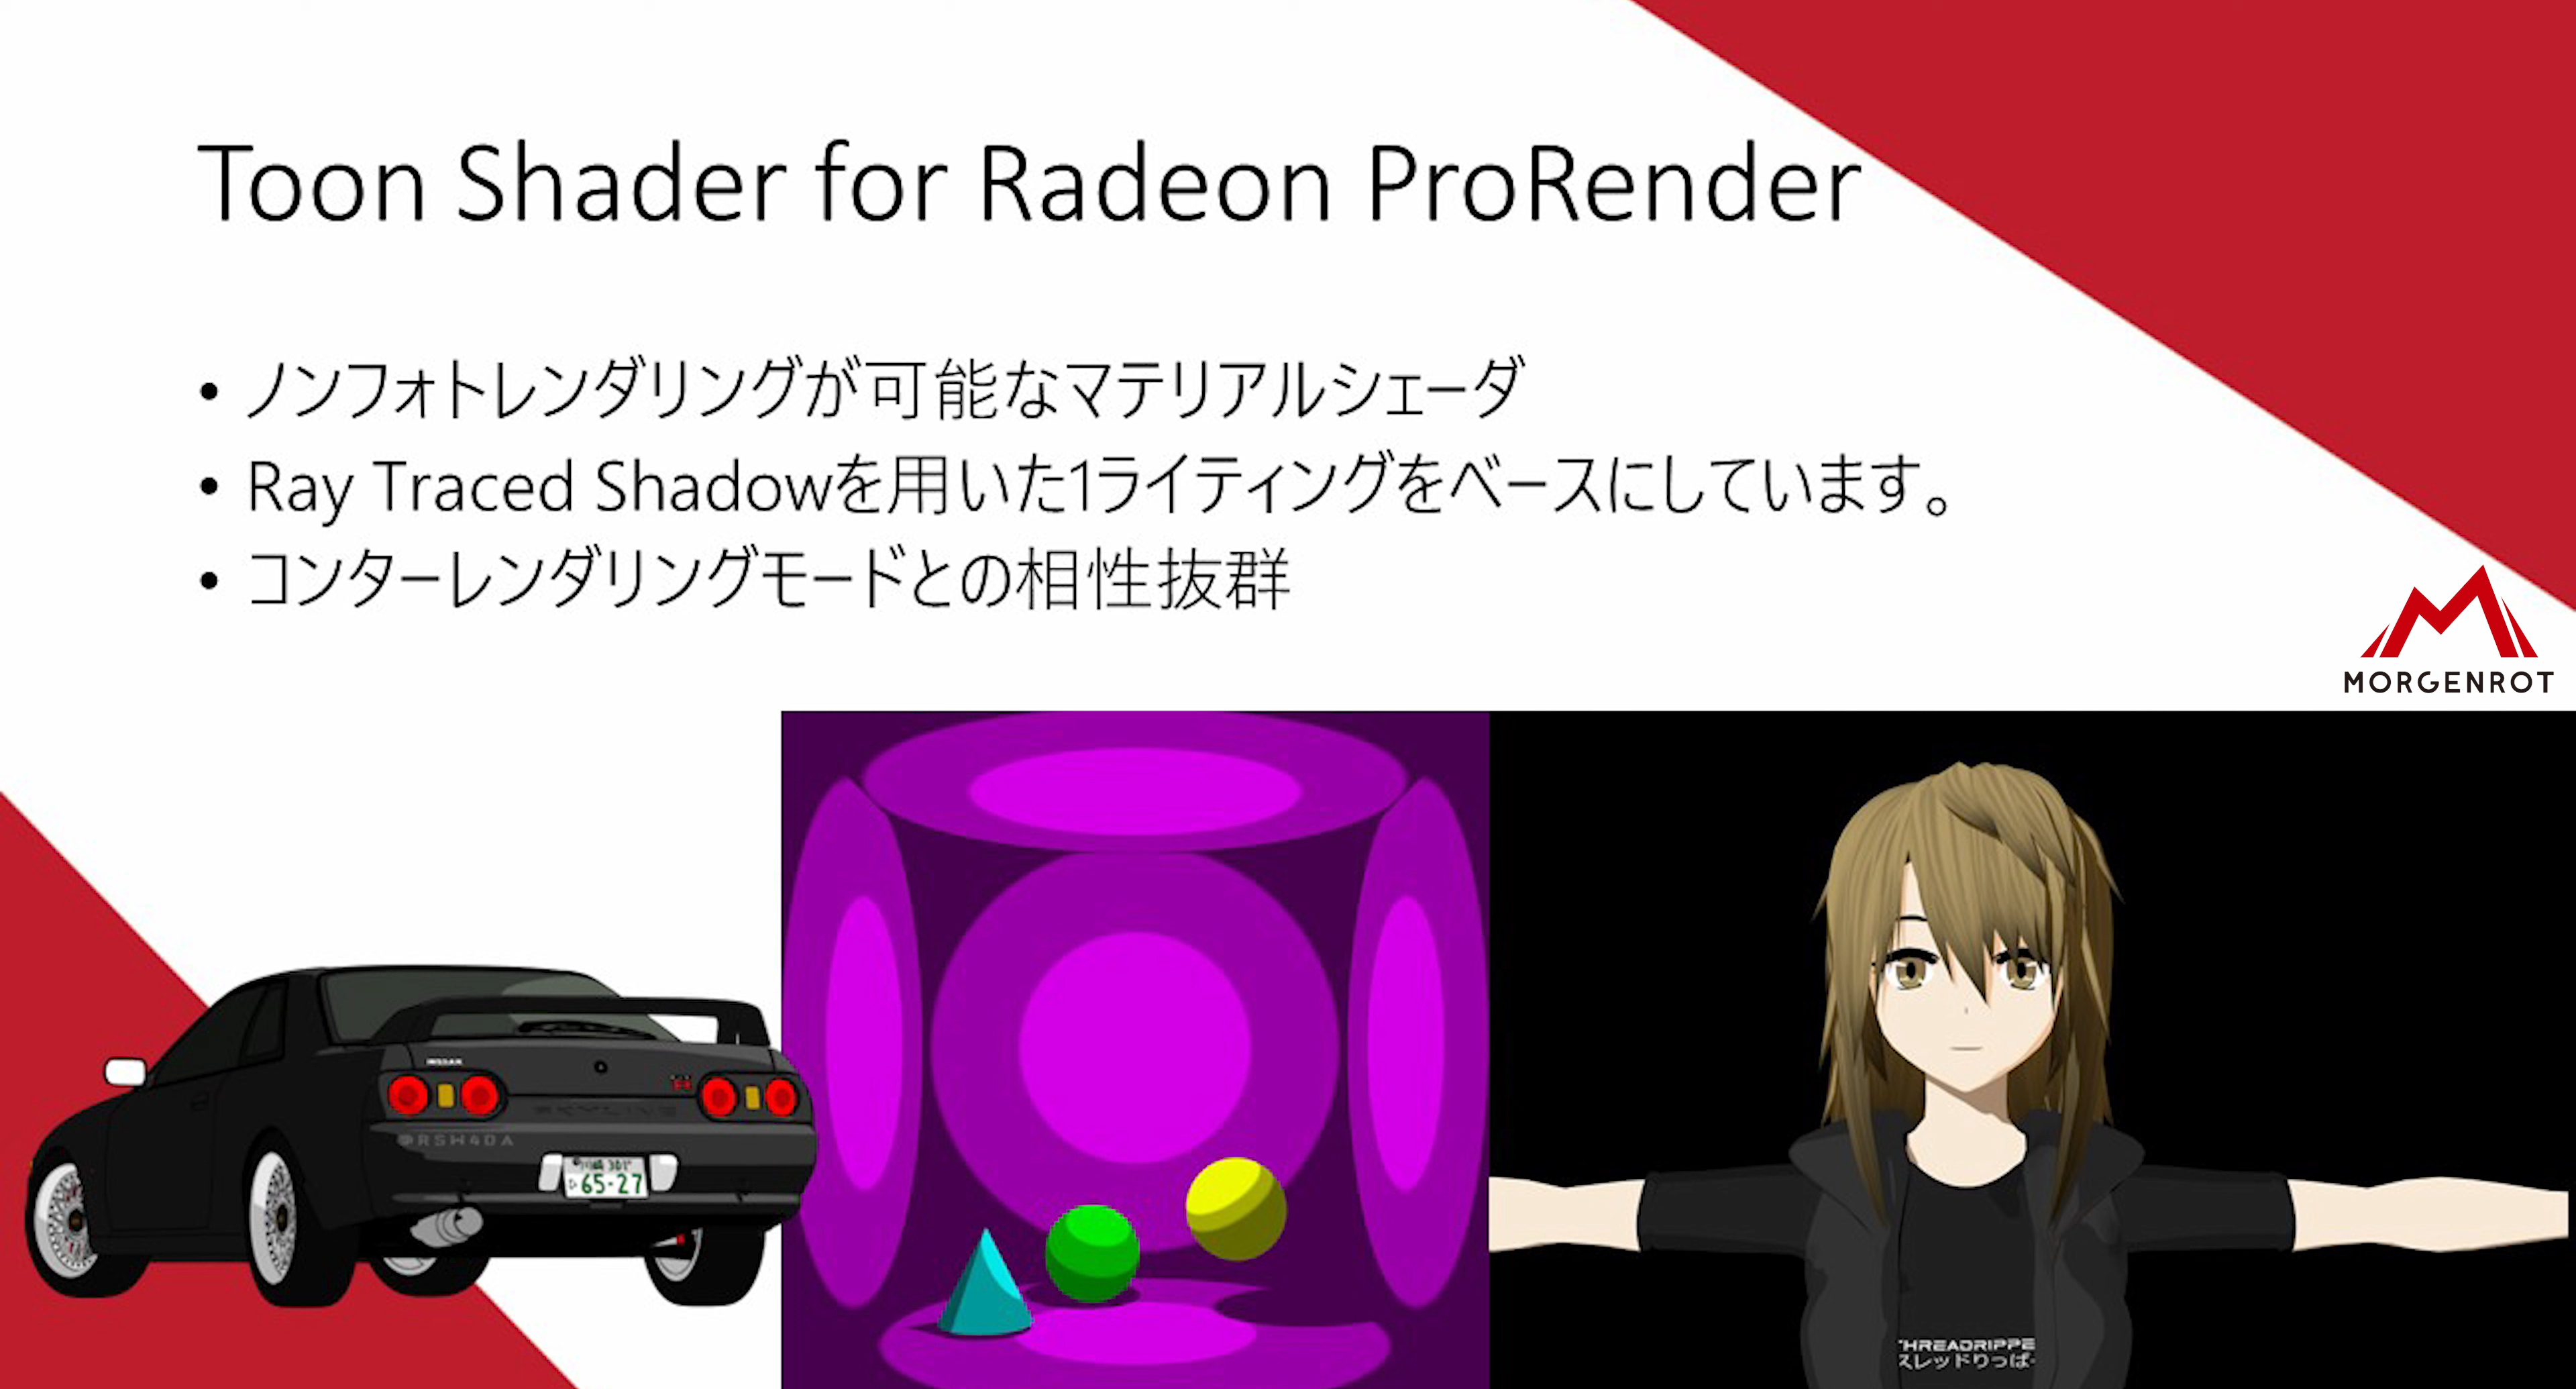 Toon Shader for Radeon ProRender
• ノンフォトレンダリングが可能なマテリアルシェーダ
• Ray Traced Shadowを用いた1ライティングをベースにしています。
• コンターレンダリングモードとの相性抜群
MORGENROT
NISSAN
SKYLINE
RSW4DA
65-27
THREADRIPPE
スレッドりっぱ